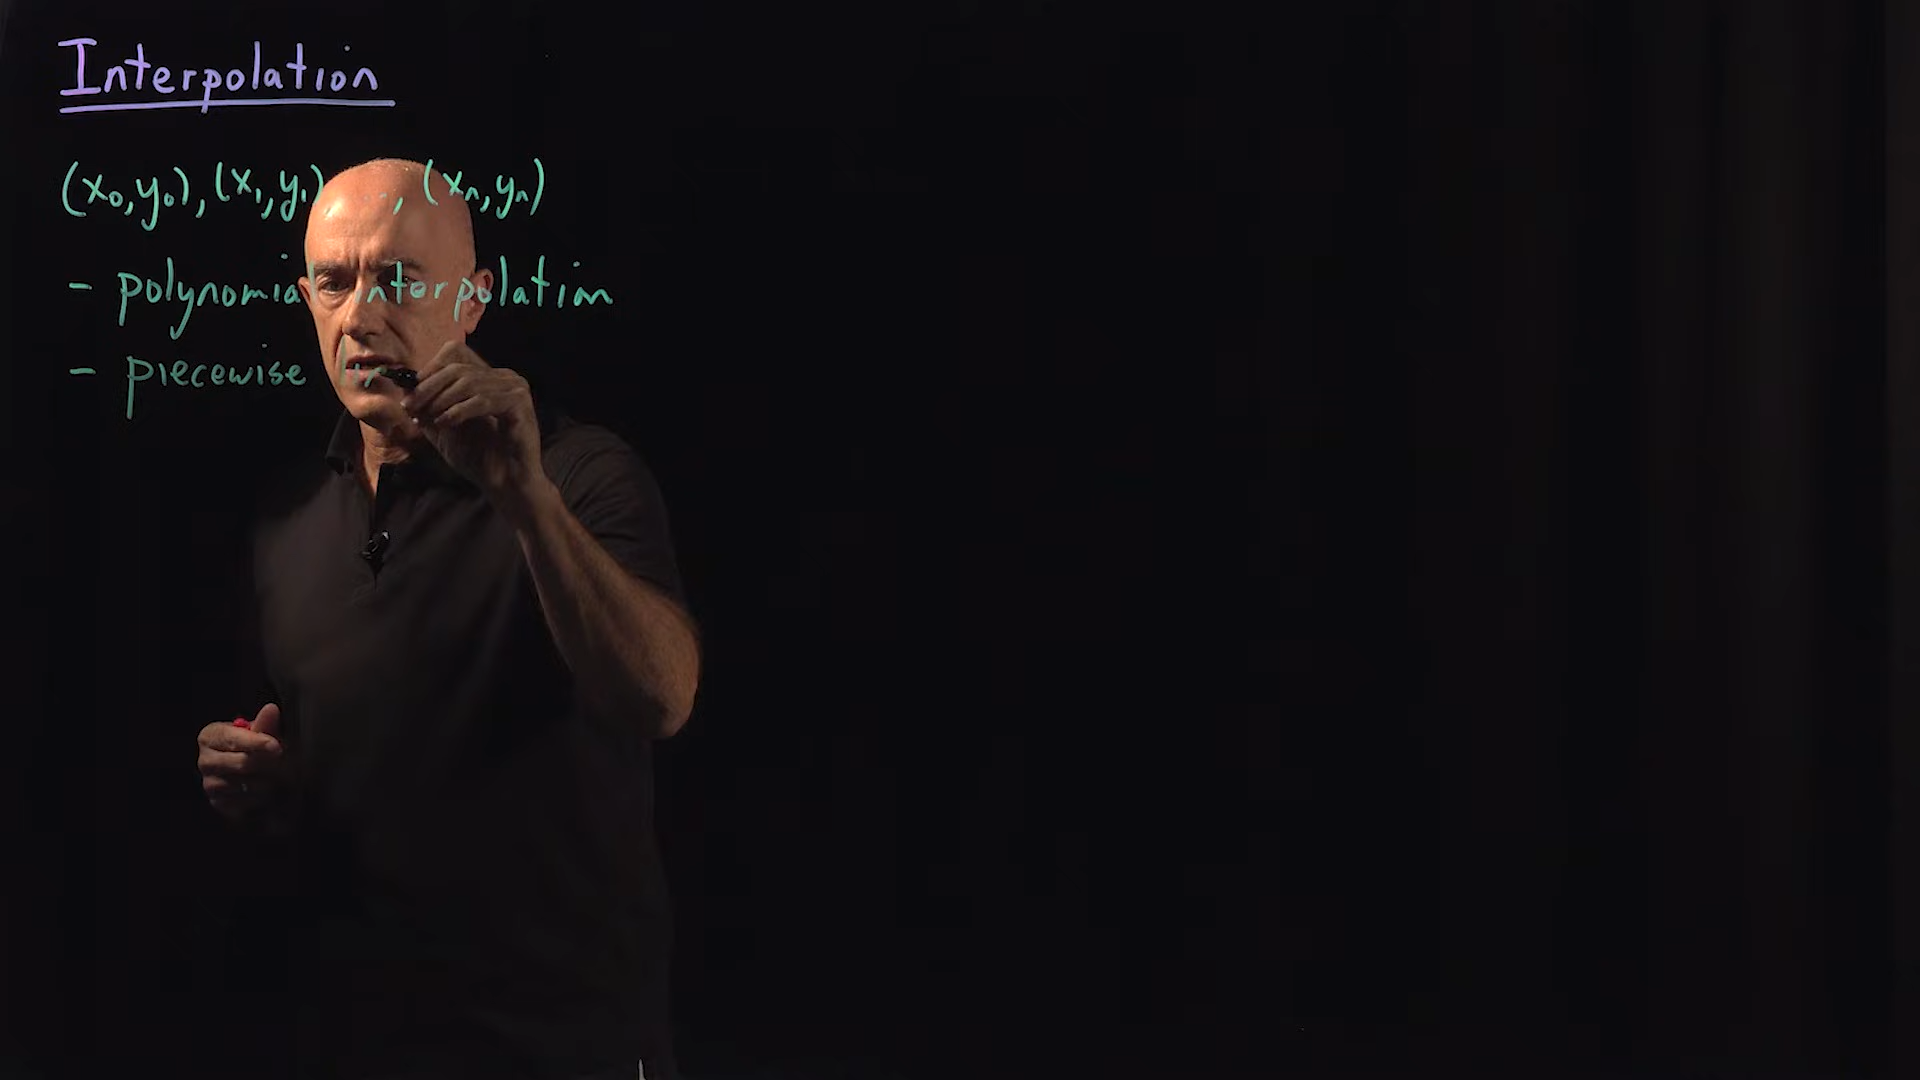 Interpolation
(x₀,y₀), (x₁,y₁), ..., (xₙ,yₙ)
- polynomial interpolation
- piecewise